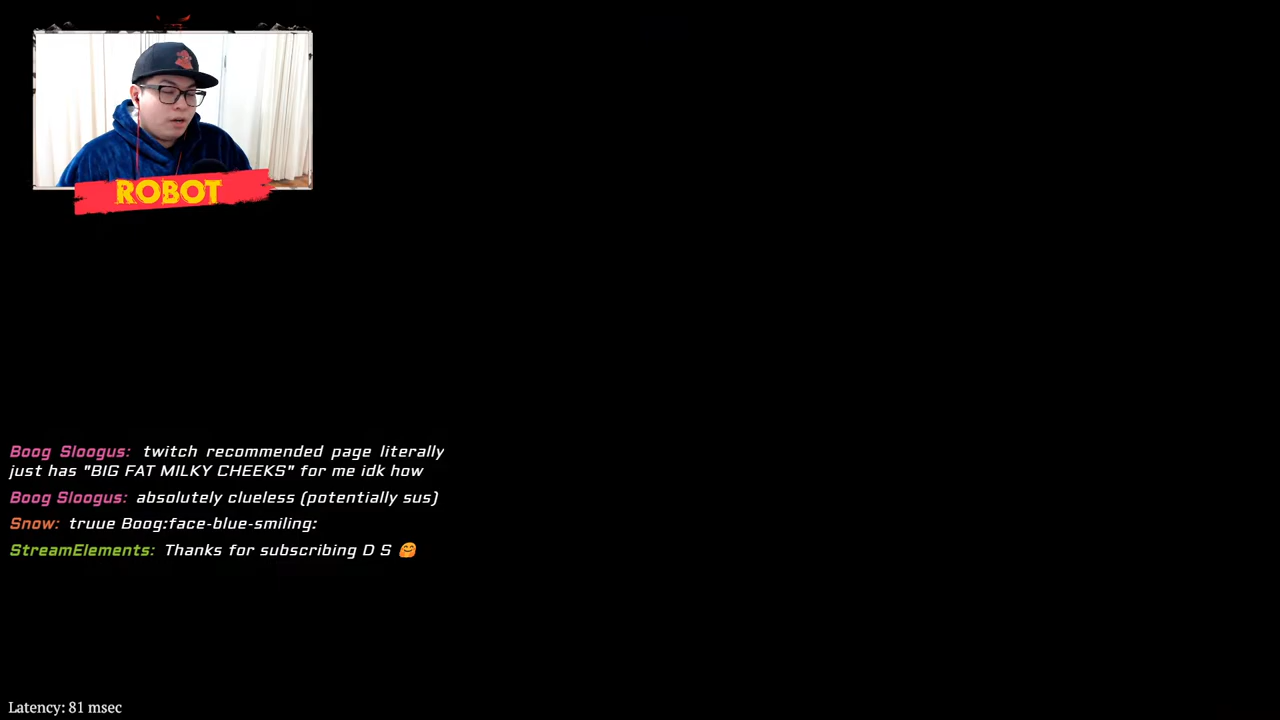 ROBOT
Boog Sloogus: twitch recommended page literally
just has "BIG FAT MILKY CHEEKS" for me idk how
Boog Sloogus: absolutely clueless (potentially sus)
Snow: truue Boog:face-blue-smiling:
StreamElements: Thanks for subscribing D S 🤗
Latency: 81 msec